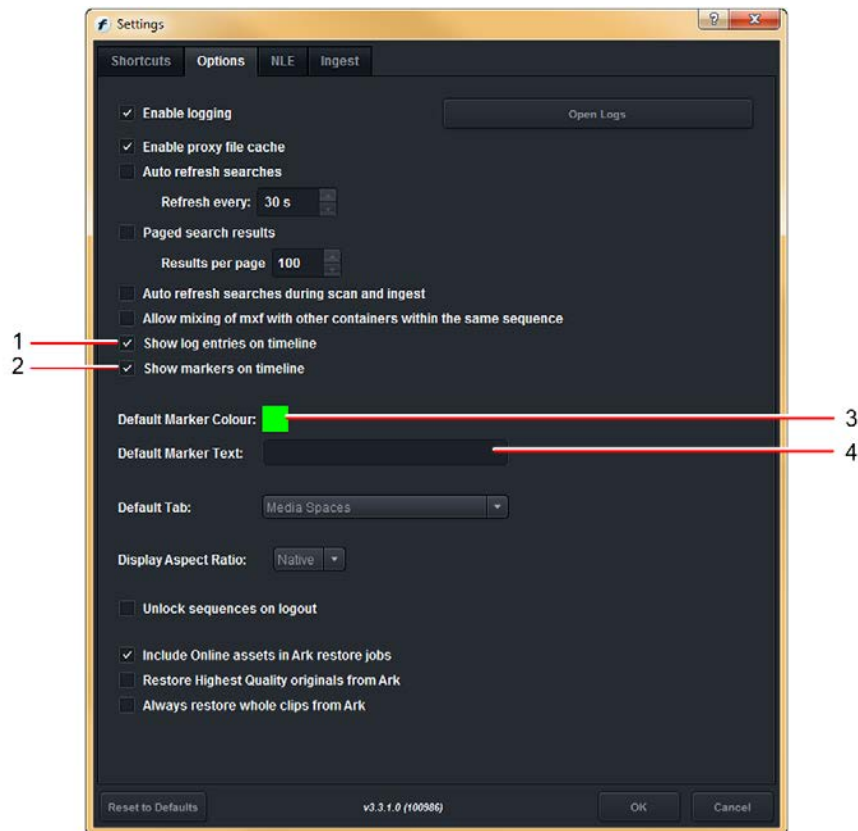 Settings
Shortcuts Options NLE Ingest
Enable logging Open Logs
Enable proxy file cache
Auto refresh searches
Refresh every: 30 s
Paged search results
Results per page 100
Auto refresh searches during scan and ingest
Allow mixing of mxf with other containers within the same sequence
1 Show log entries on timeline
2 Show markers on timeline
Default Marker Colour: 3
Default Marker Text: 4
Default Tab: Media Spaces
Display Aspect Ratio: Native
Unlock sequences on logout
Include Online assets in Ark restore jobs
Restore Highest Quality originals from Ark
Always restore whole clips from Ark
Reset to Defaults v3.3.1.0 (100986) OK Cancel